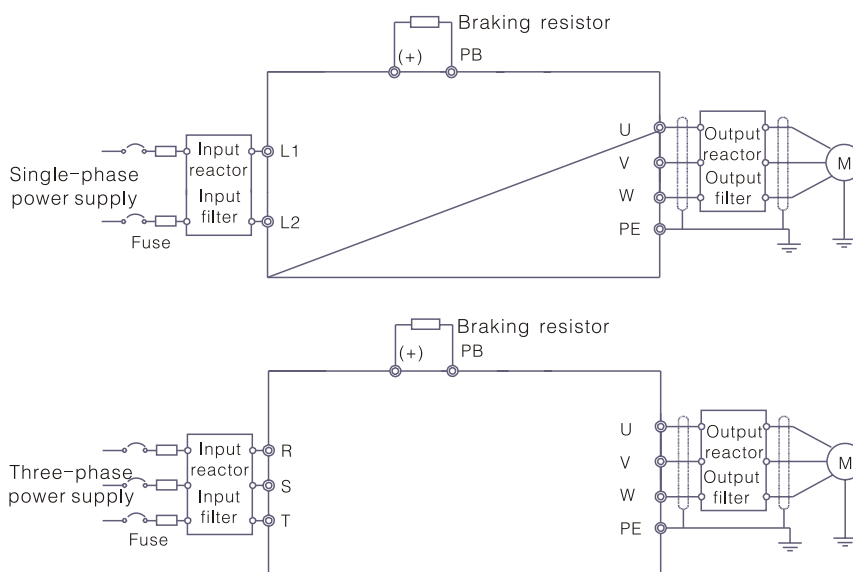 Braking resistor
(+)
PB
Single-phase
power supply
Fuse
Input
reactor
Input
filter
L1
L2
U
V
W
PE
Output
reactor
Output
filter
M
Braking resistor
(+)
PB
Three-phase
power supply
Fuse
Input
reactor
Input
filter
R
S
T
U
V
W
PE
Output
reactor
Output
filter
M